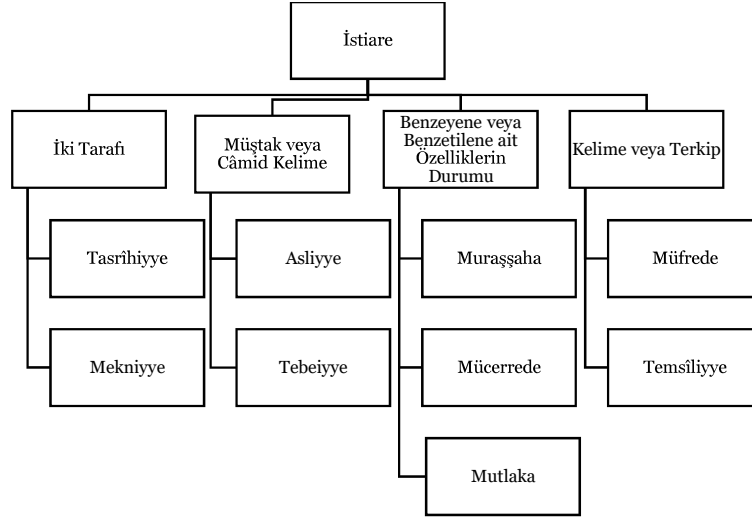 İstiare
İki Tarafı
Müştak veya
Câmid Kelime
Benzeyene veya
Benzetilene ait
Özelliklerin
Durumu
Kelime veya Terkip
Tasrîhiyye
Asliyye
Muraşşaha
Müfrede
Mekniyye
Tebeiyye
Mücerrede
Temsîliyye
Mutlaka